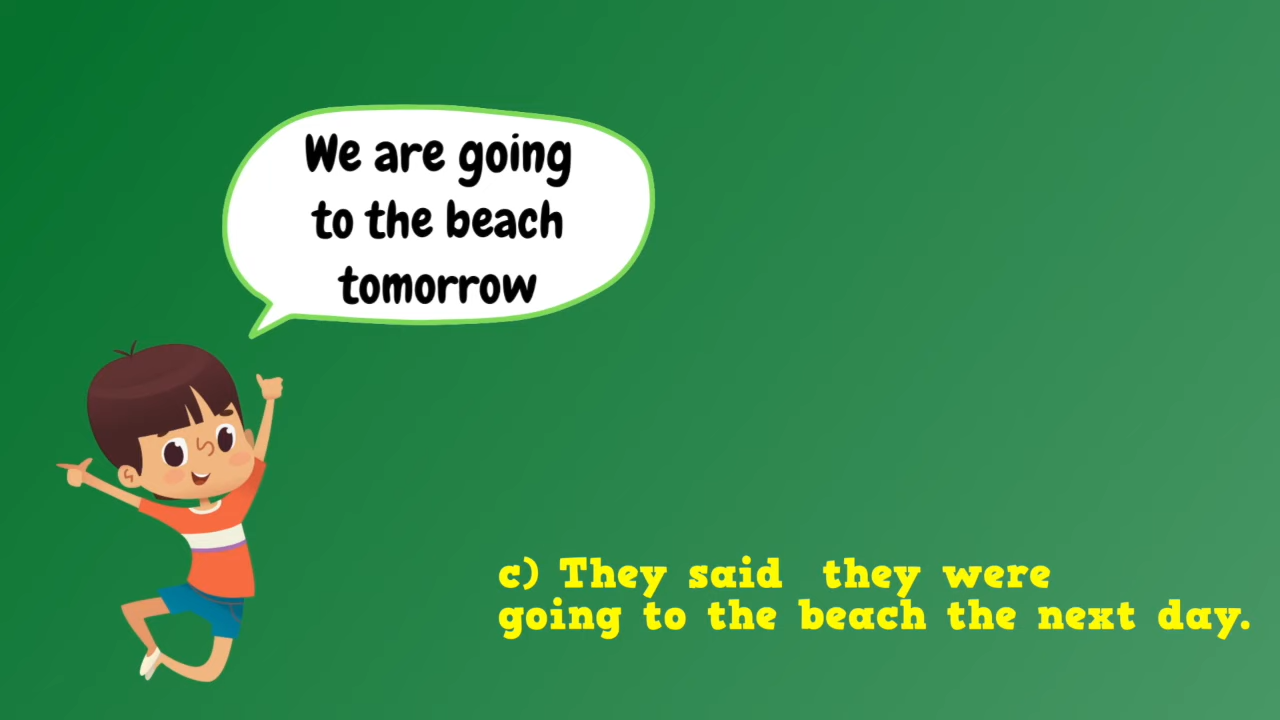 We are going
to the beach
tomorrow
c) They said they were
going to the beach the next day.